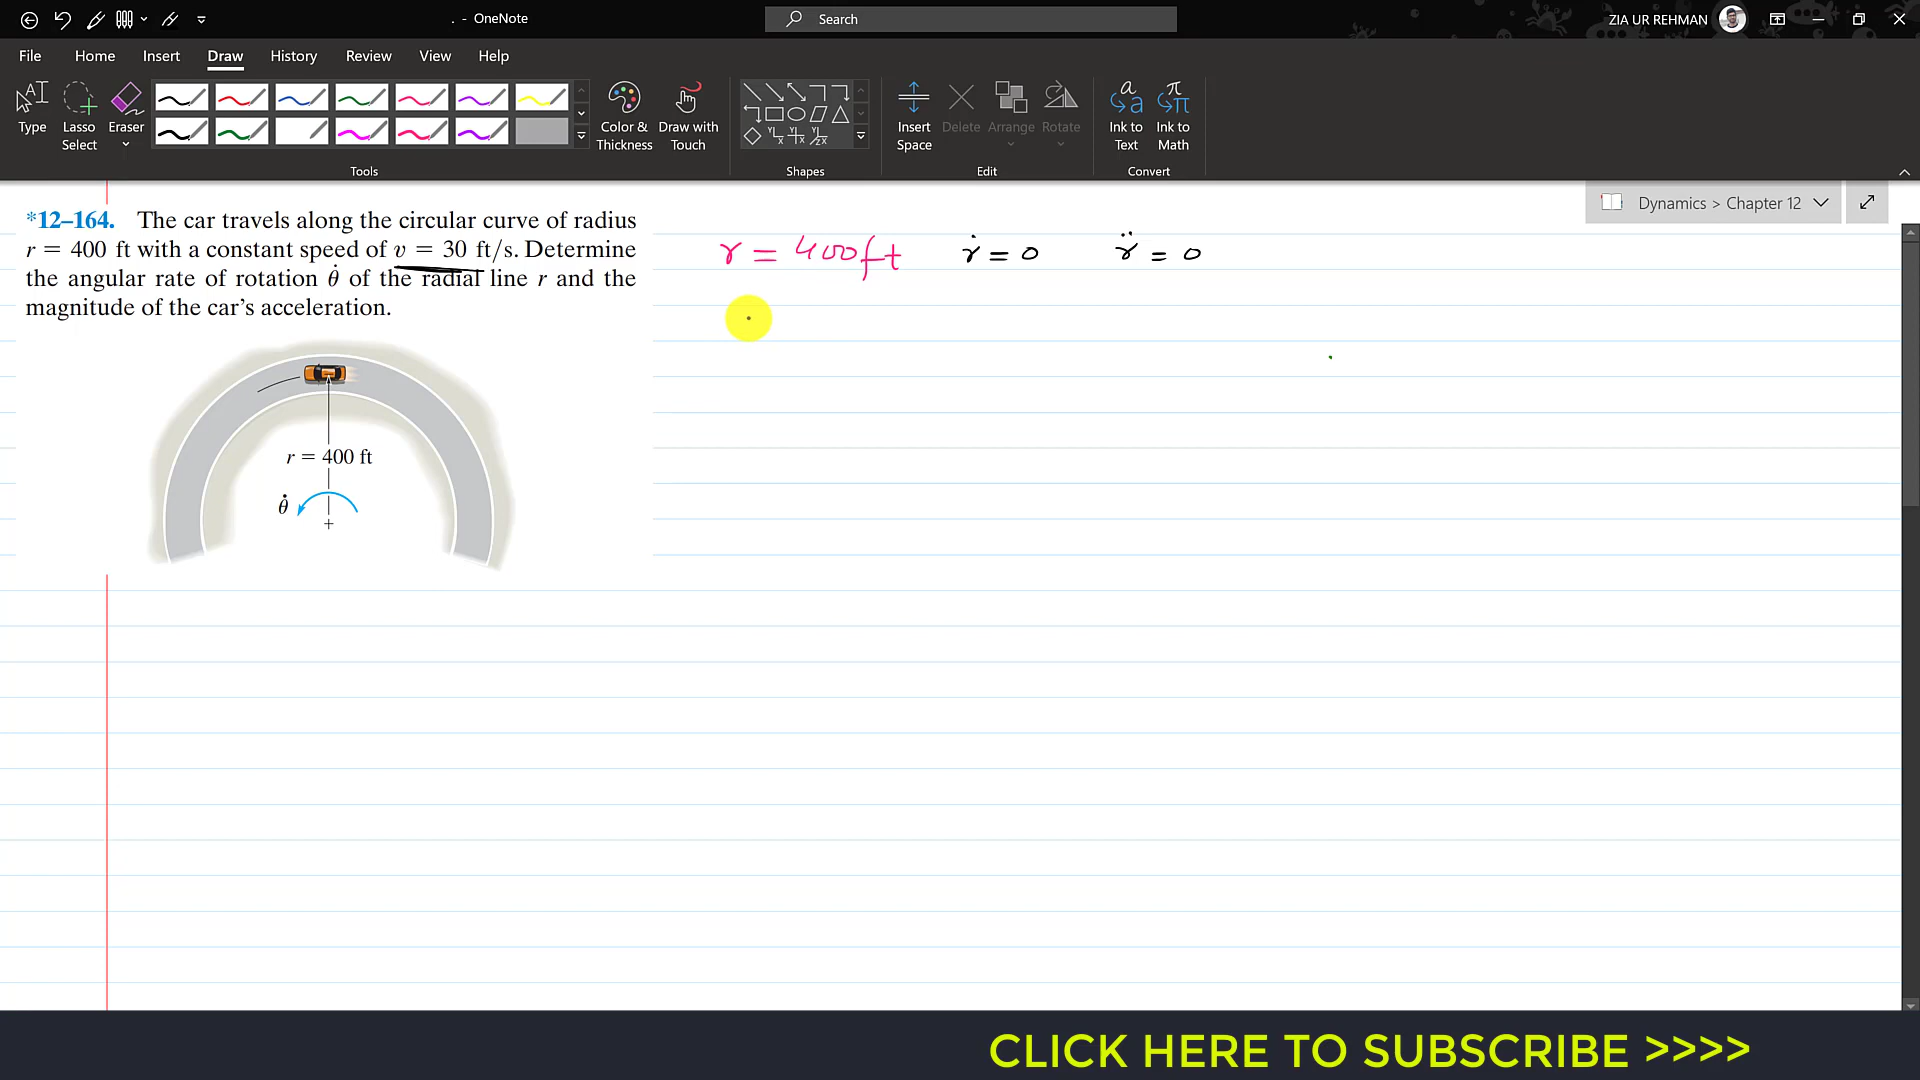 . - OneNote
Search
ZIA UR REHMAN
File Home Insert Draw History Review View Help
Type
Lasso Select
Eraser
Color & Thickness
Draw with Touch
Insert Space
Delete
Arrange
Rotate
Ink to Text
Ink to Math
Tools
Shapes
Edit
Convert
Dynamics > Chapter 12
*12–164. The car travels along the circular curve of radius
r = 400 ft with a constant speed of v = 30 ft/s. Determine
the angular rate of rotation θ̇ of the radial line r and the
magnitude of the car's acceleration.
r = 400ft ṙ = 0 r̈ = 0
r = 400 ft
θ̇
CLICK HERE TO SUBSCRIBE >>>>